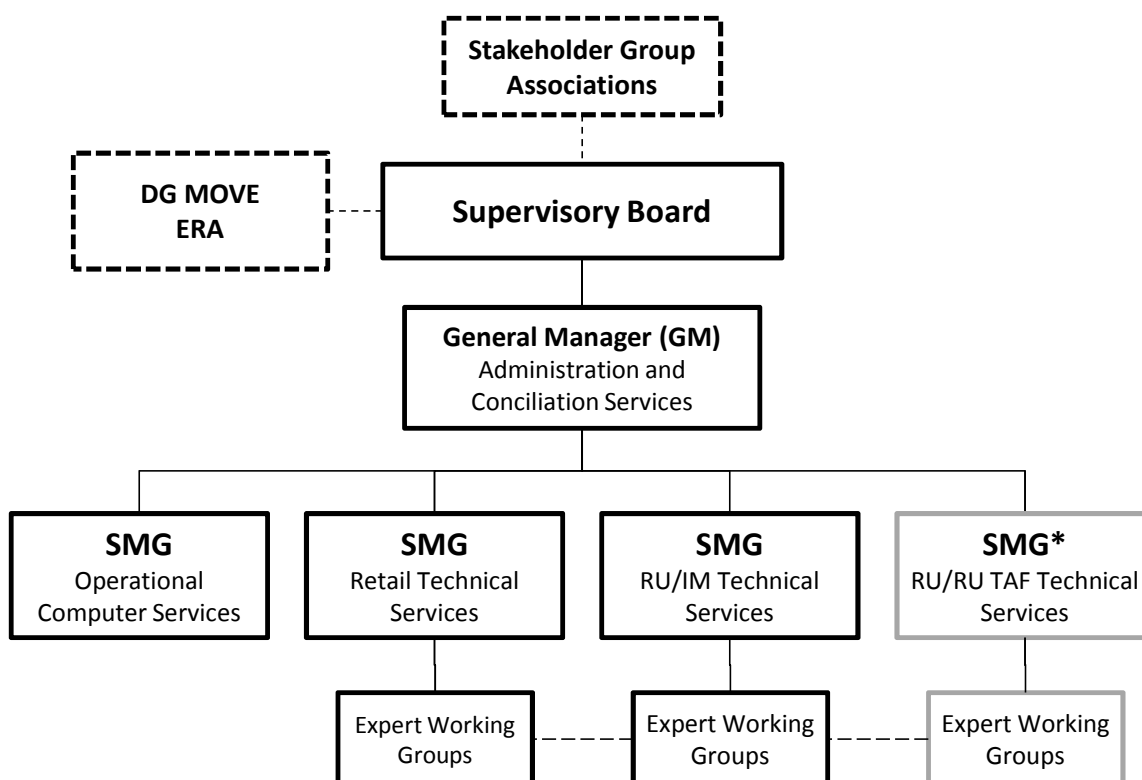 Stakeholder Group
Associations
DG MOVE
ERA
Supervisory Board
General Manager (GM)
Administration and
Conciliation Services
SMG
Operational
Computer Services
SMG
Retail Technical
Services
SMG
RU/IM Technical
Services
SMG*
RU/RU TAF Technical
Services
Expert Working
Groups
Expert Working
Groups
Expert Working
Groups